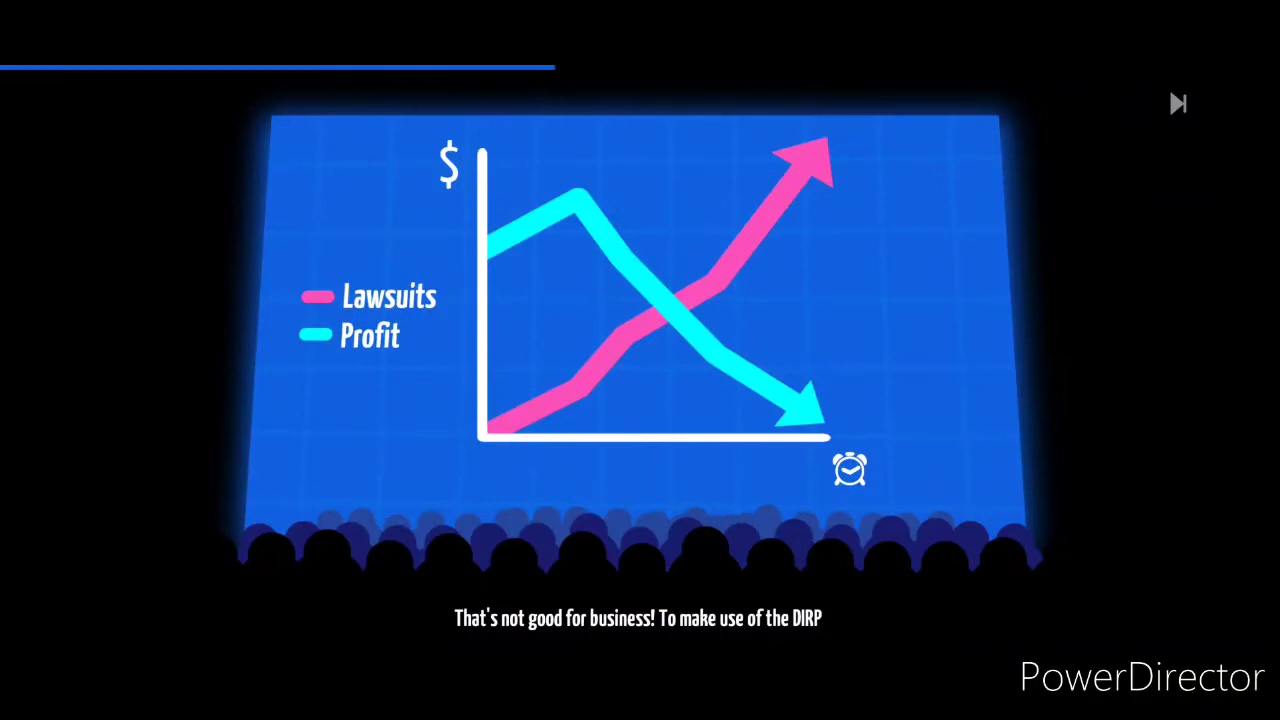 $
Lawsuits
Profit
That's not good for business! To make use of the DIRP
PowerDirector